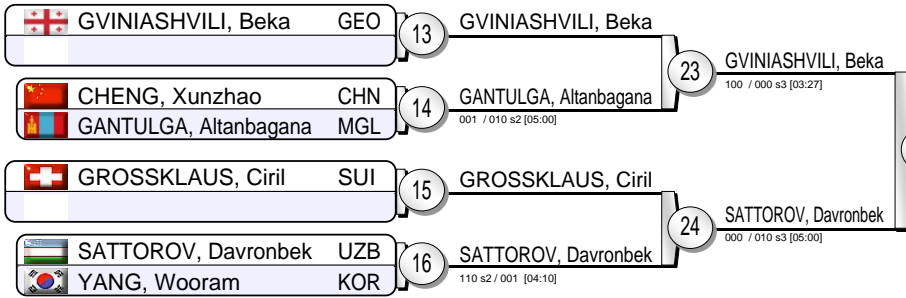 GVINIASHVILI, Beka GEO
13
GVINIASHVILI, Beka
CHENG, Xunzhao CHN
GANTULGA, Altanbagana MGL
14
GANTULGA, Altanbagana
001 / 010 s2 [05:00]
23
GVINIASHVILI, Beka
100 / 000 s3 [03:27]
GROSSKLAUS, Ciril SUI
15
GROSSKLAUS, Ciril
SATTOROV, Davronbek UZB
YANG, Wooram KOR
16
SATTOROV, Davronbek
110 s2 / 001 [04:10]
24
SATTOROV, Davronbek
000 / 010 s3 [05:00]